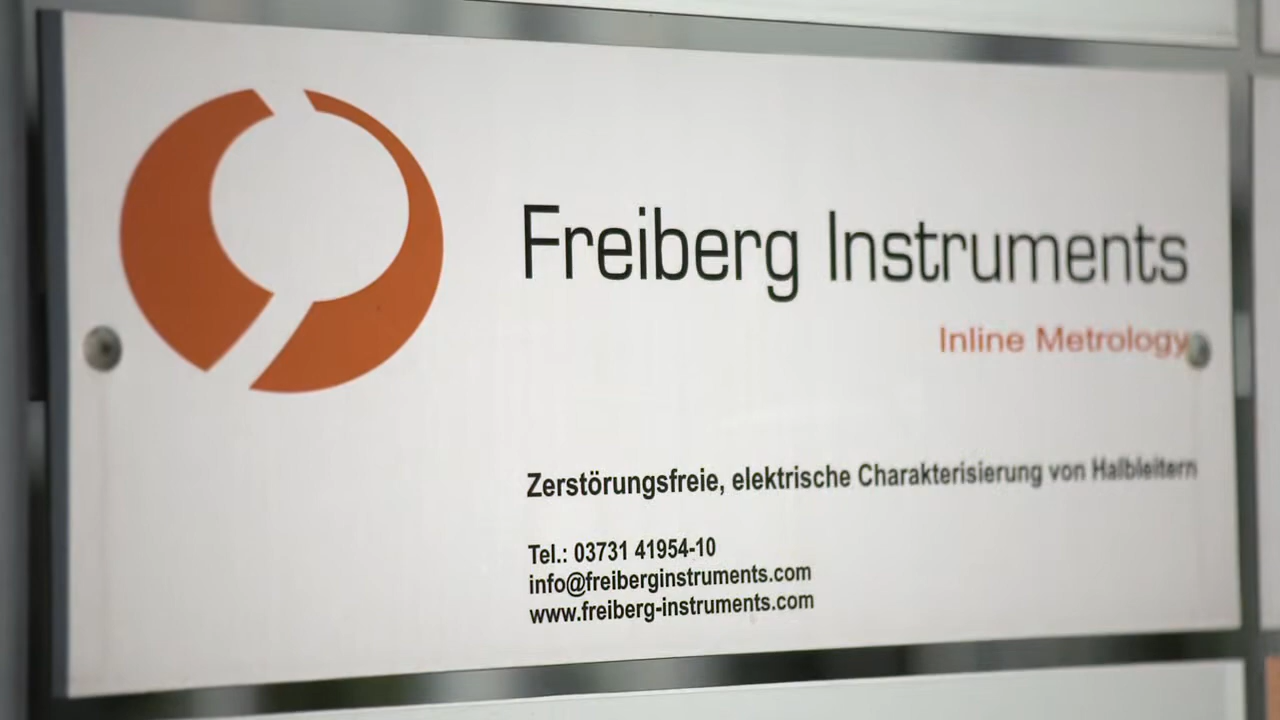 Freiberg Instruments
Inline Metrology
Zerstörungsfreie, elektrische Charakterisierung von Halbleitern
Tel.: 03731 41954-10
info@freiberginstruments.com
www.freiberg-instruments.com